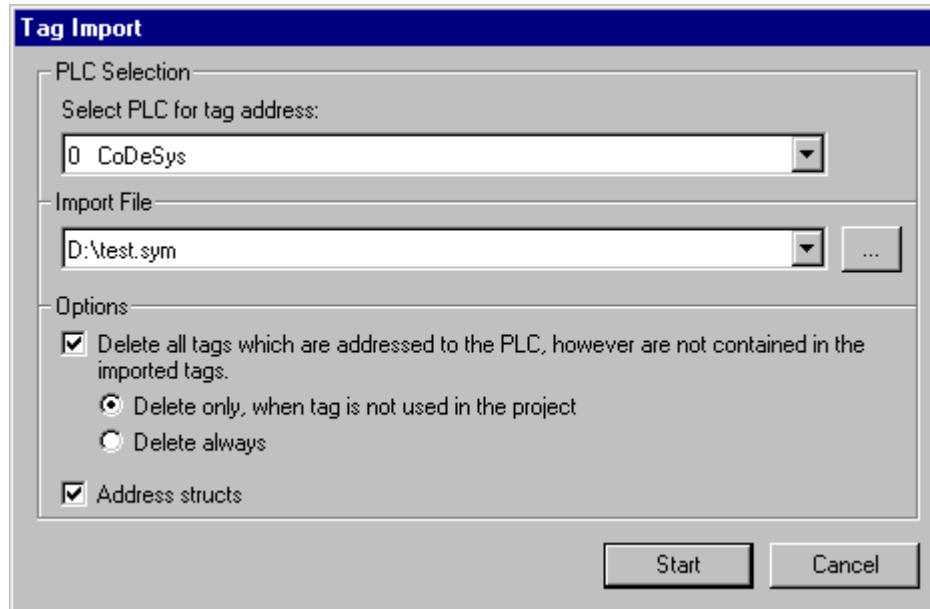 Tag Import
PLC Selection
Select PLC for tag address:
0 CoDeSys
Import File
D:\test.sym
...
Options
Delete all tags which are addressed to the PLC, however are not contained in the
imported tags.
Delete only, when tag is not used in the project
Delete always
Address structs
Start Cancel